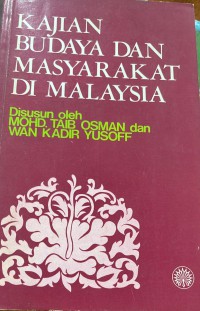 KAJIAN
BUDAYA DAN
MASYARAKAT
DI MALAYSIA
Disusun oleh
MOHD. TAIB OSMAN dan
WAN KADIR YUSOFF